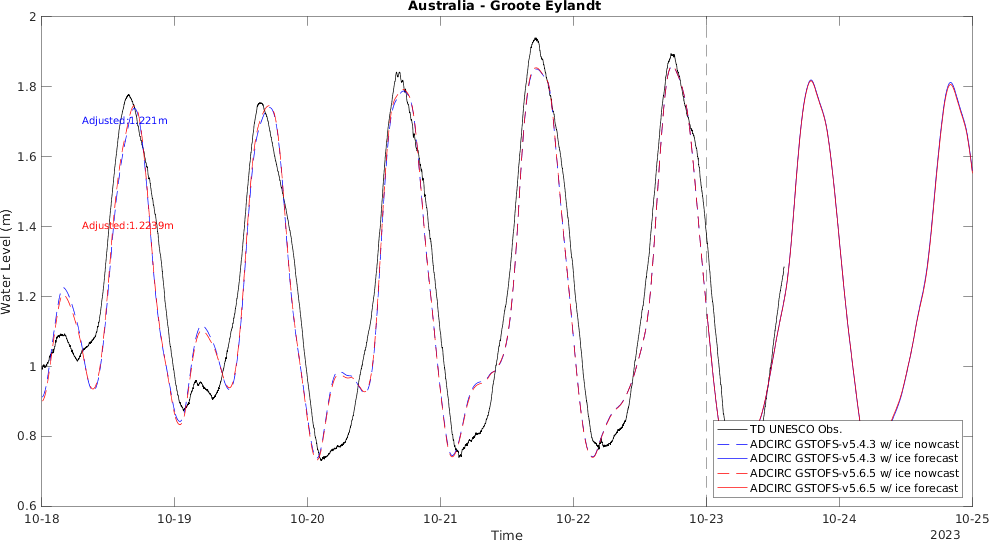 Australia - Groote Eylandt
2
1.8
1.6
1.4
1.2
1
0.8
0.6
Water Level (m)
Adjusted:1.221m
Adjusted:1.2239m
TD UNESCO Obs.
ADCIRC GSTOFS-v5.4.3 w/ ice nowcast
ADCIRC GSTOFS-v5.4.3 w/ ice forecast
ADCIRC GSTOFS-v5.6.5 w/ ice nowcast
ADCIRC GSTOFS-v5.6.5 w/ ice forecast
10-18 10-19 10-20 10-21 10-22 10-23 10-24 10-25
Time
2023